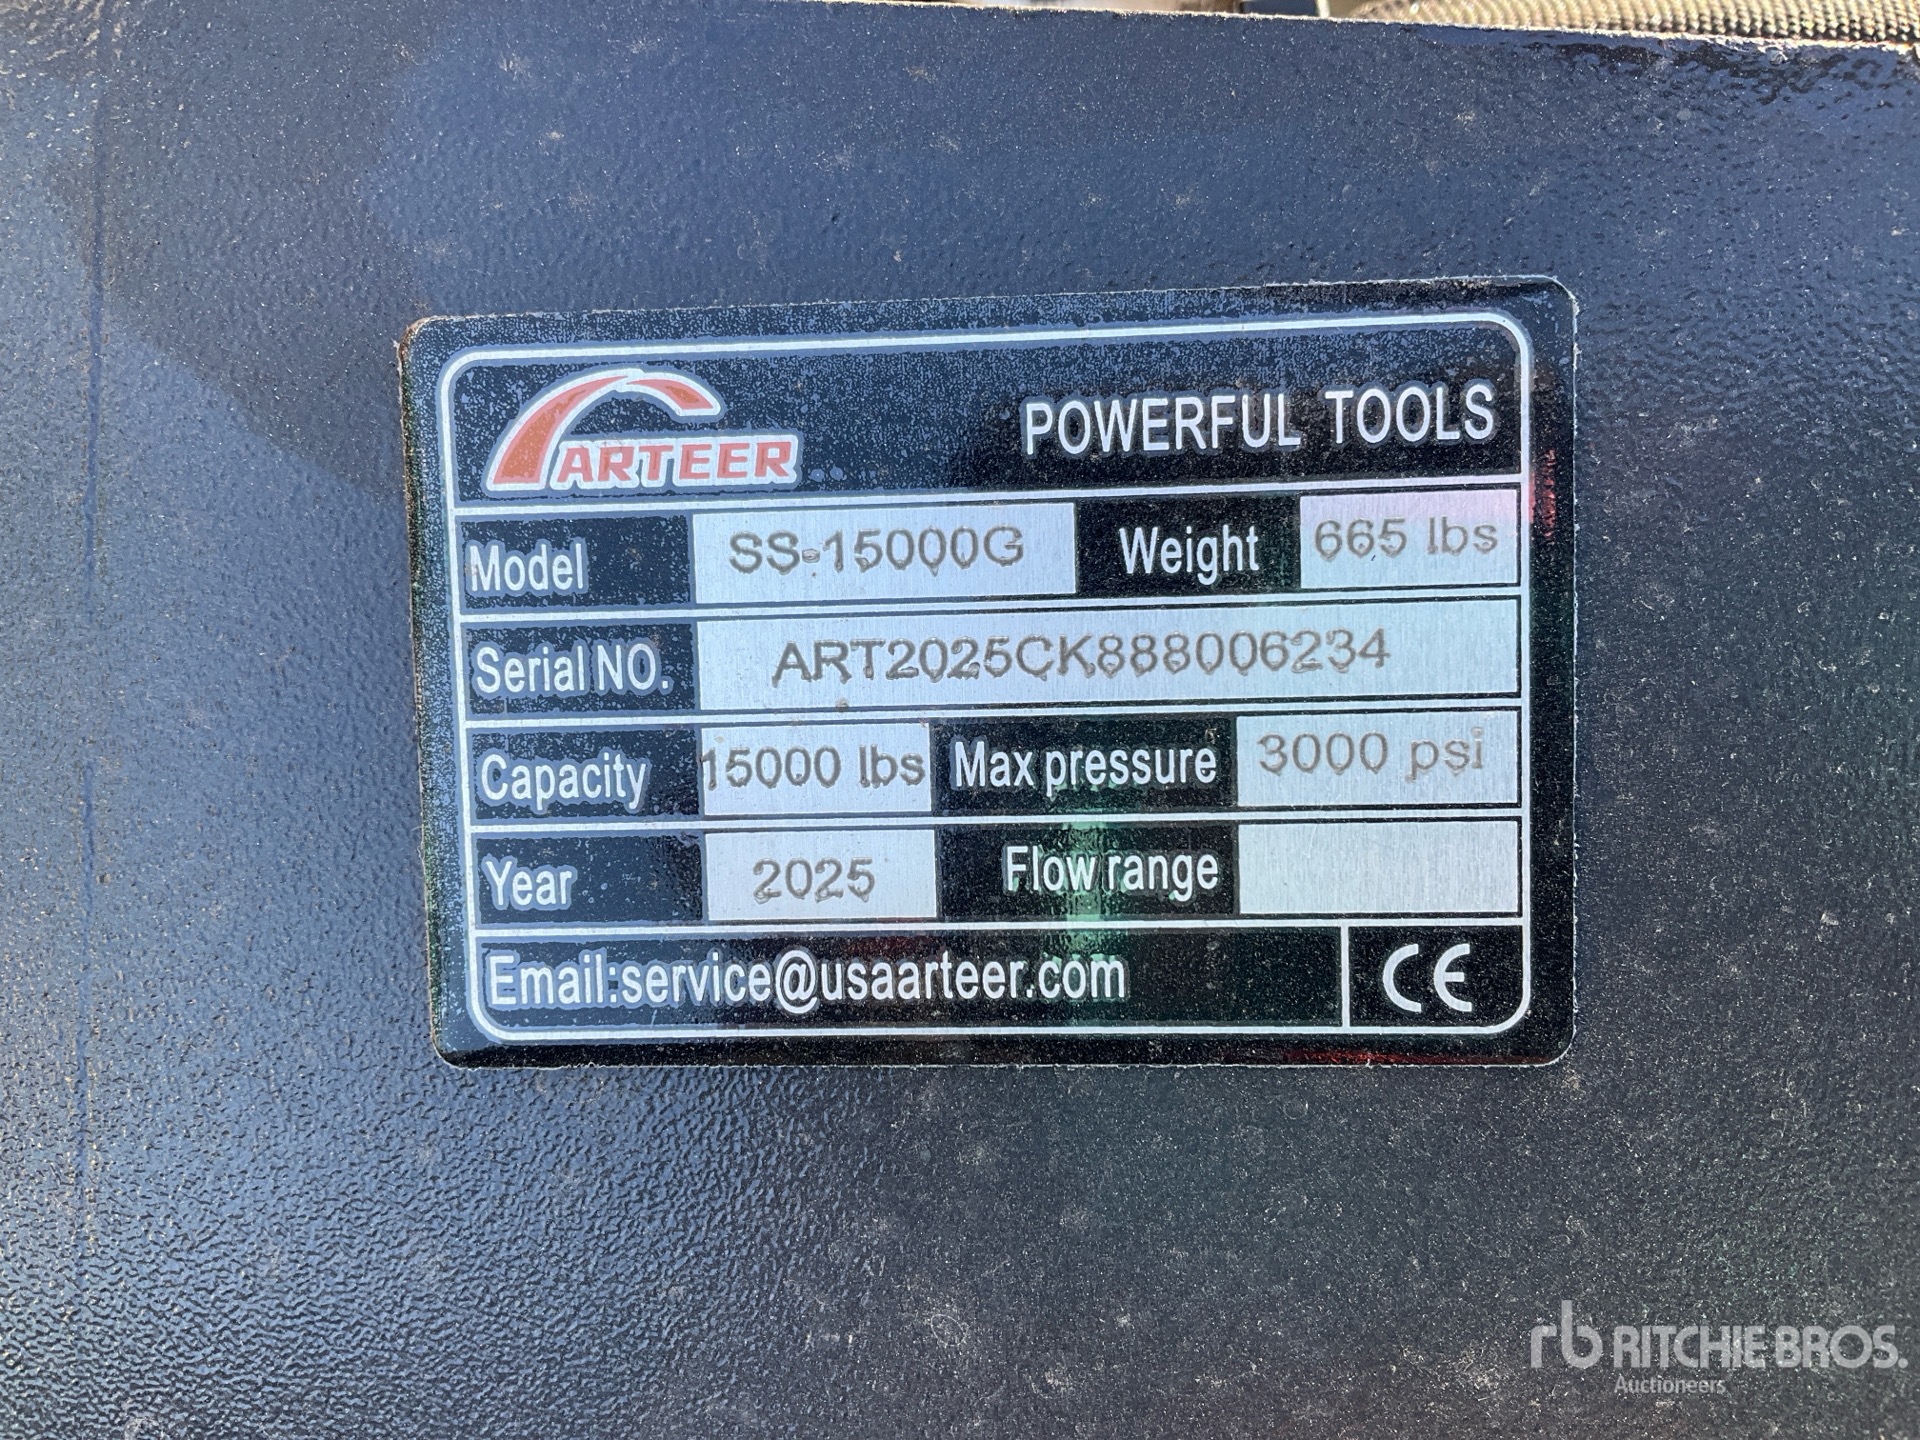 ARTEER POWERFUL TOOLS
Model SS-15000G Weight 665 lbs
Serial NO. ART2025CK888006234
Capacity 15000 lbs Max pressure 3000 psi
Year 2025 Flow range
Email:service@usaarteer.com CE
rb RITCHIE BROS.
Auctioneers